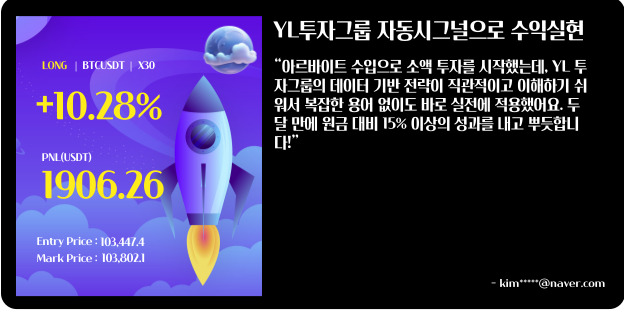 LONG | BTCUSDT | X30
+10.28%
PNL(USDT)
1906.26
Entry Price : 103,447.4
Mark Price : 103,802.1
YL투자그룹 자동시그널으로 수익실현
“아르바이트 수입으로 소액 투자를 시작했는데, YL 투
자그룹의 데이터 기반 전략이 직관적이고 이해하기 쉬
워서 복잡한 용어 없이도 바로 실전에 적용했어요. 두
달 만에 원금 대비 15% 이상의 성과를 내고 뿌듯합니
다!”
- kim*****@naver.com